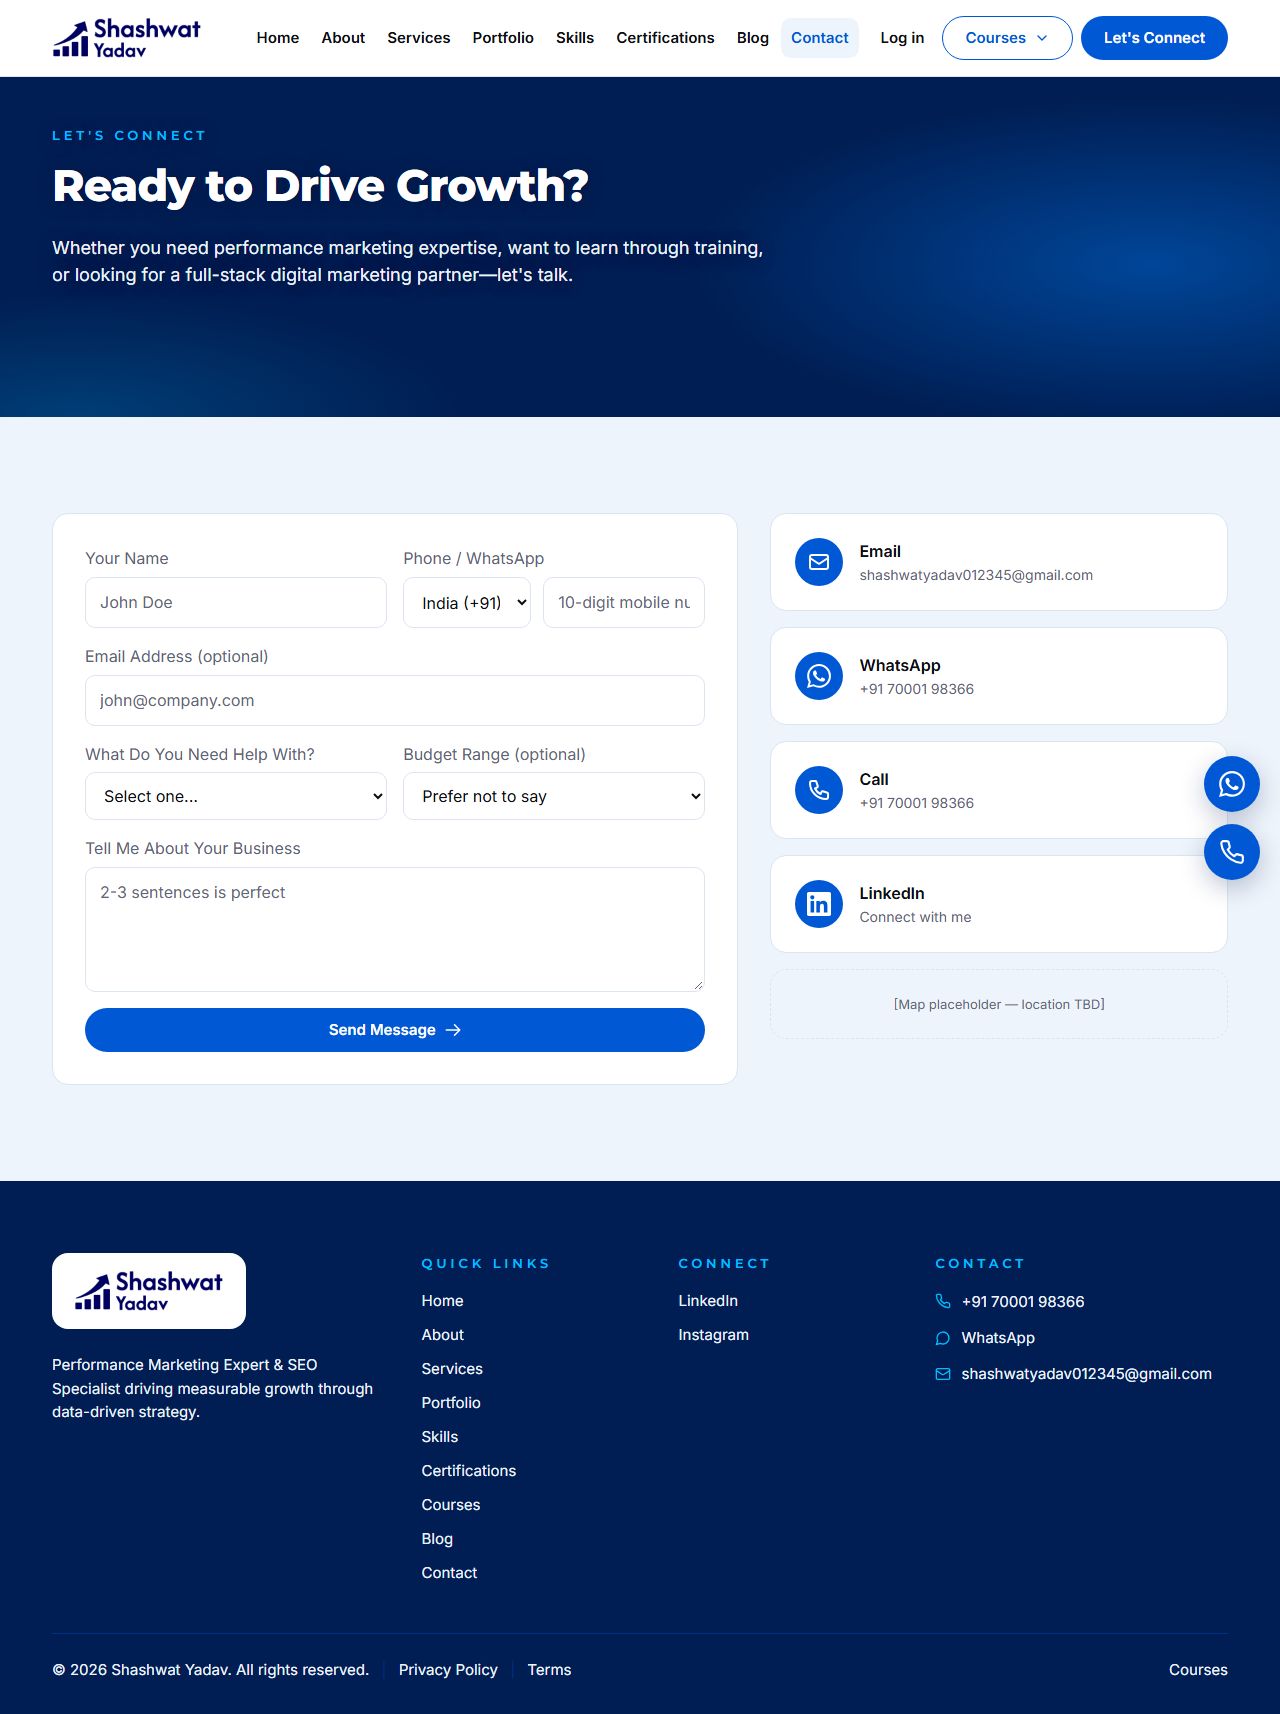 Shashwat
Yadav
Home
About
Services
Portfolio
Skills
Certifications
Blog
Contact
Log in
Courses
Let's Connect
LET'S CONNECT
Ready to Drive Growth?
Whether you need performance marketing expertise, want to learn through training,
or looking for a full-stack digital marketing partner—let's talk.
Your Name
John Doe
Phone / WhatsApp
India (+91)
10-digit mobile nu
Email Address (optional)
john@company.com
What Do You Need Help With?
Select one...
Budget Range (optional)
Prefer not to say
Tell Me About Your Business
2-3 sentences is perfect
Send Message
Email
shashwatyadav012345@gmail.com
WhatsApp
+91 70001 98366
Call
+91 70001 98366
LinkedIn
Connect with me
[Map placeholder — location TBD]
Shashwat
Yadav
Performance Marketing Expert & SEO
Specialist driving measurable growth through
data-driven strategy.
QUICK LINKS
Home
About
Services
Portfolio
Skills
Certifications
Courses
Blog
Contact
CONNECT
LinkedIn
Instagram
CONTACT
+91 70001 98366
WhatsApp
shashwatyadav012345@gmail.com
© 2026 Shashwat Yadav. All rights reserved.
Privacy Policy
Terms
Courses